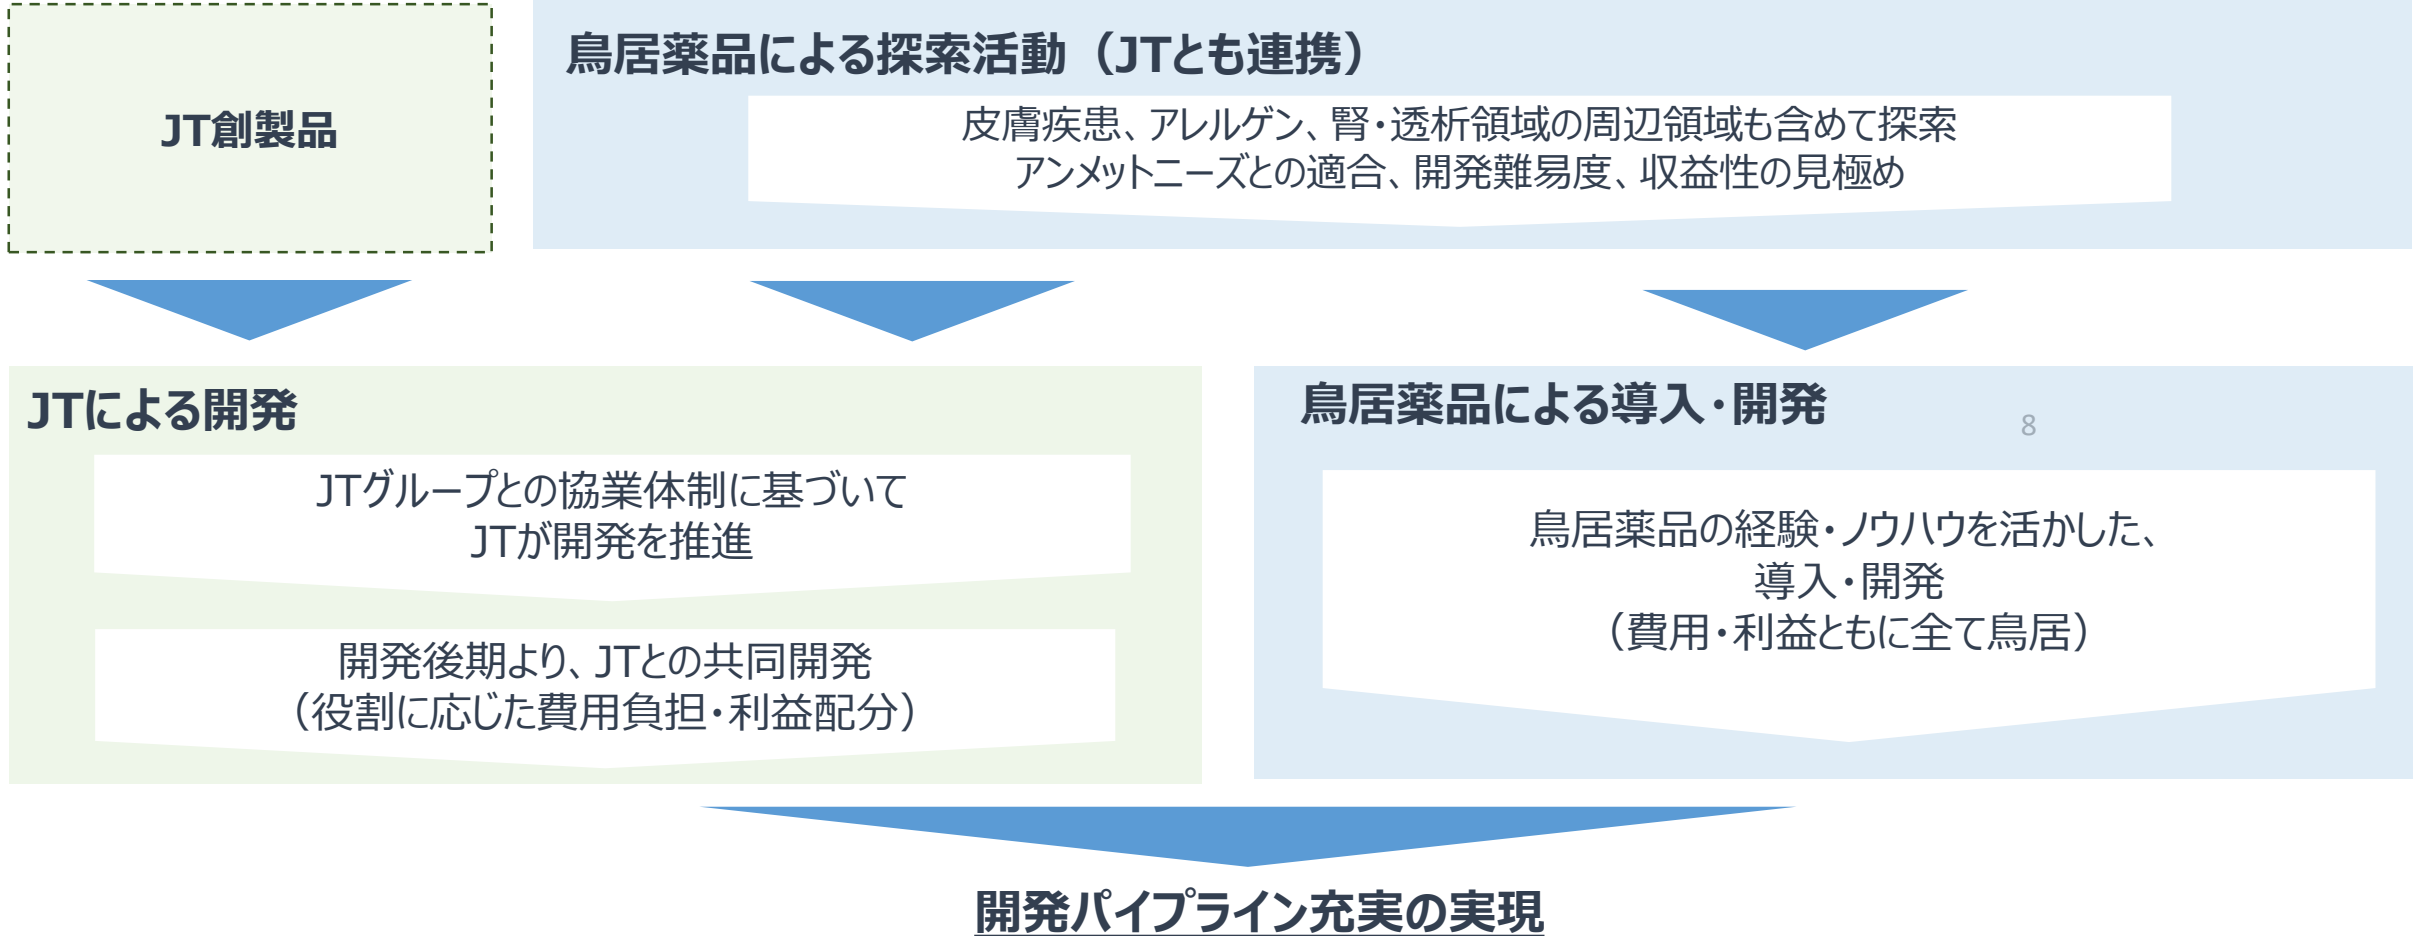 JT創製品
鳥居薬品による探索活動（JTとも連携）
皮膚疾患、アレルゲン、腎・透析領域の周辺領域も含めて探索
アンメットニーズとの適合、開発難易度、収益性の見極め
JTによる開発
JTグループとの協業体制に基づいて
JTが開発を推進
開発後期より、JTとの共同開発
（役割に応じた費用負担・利益配分）
鳥居薬品による導入・開発
8
鳥居薬品の経験・ノウハウを活かした、
導入・開発
（費用・利益ともに全て鳥居）
開発パイプライン充実の実現